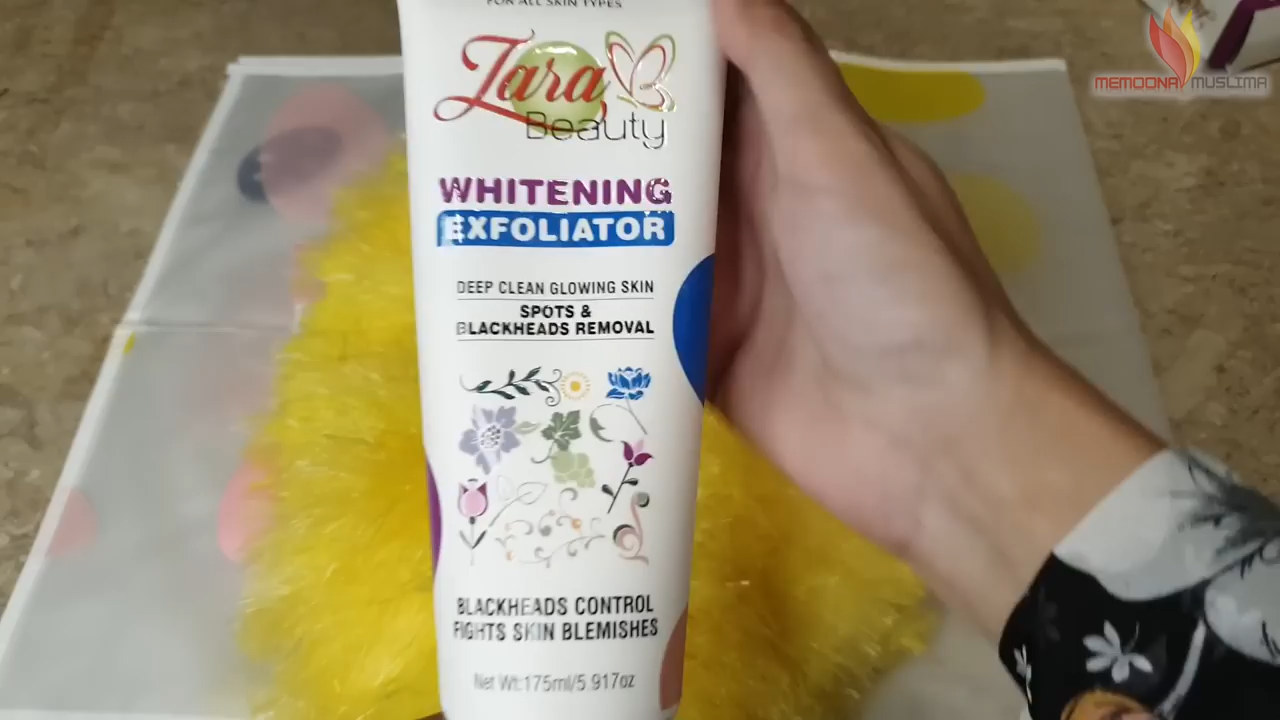 FOR ALL SKIN TYPES
Zara
Beauty
WHITENING
EXFOLIATOR
DEEP CLEAN GLOWING SKIN
SPOTS &
BLACKHEADS REMOVAL
BLACKHEADS CONTROL
FIGHTS SKIN BLEMISHES
Net Wt:175ml/5.917oz
MEMOONA MUSLIMA